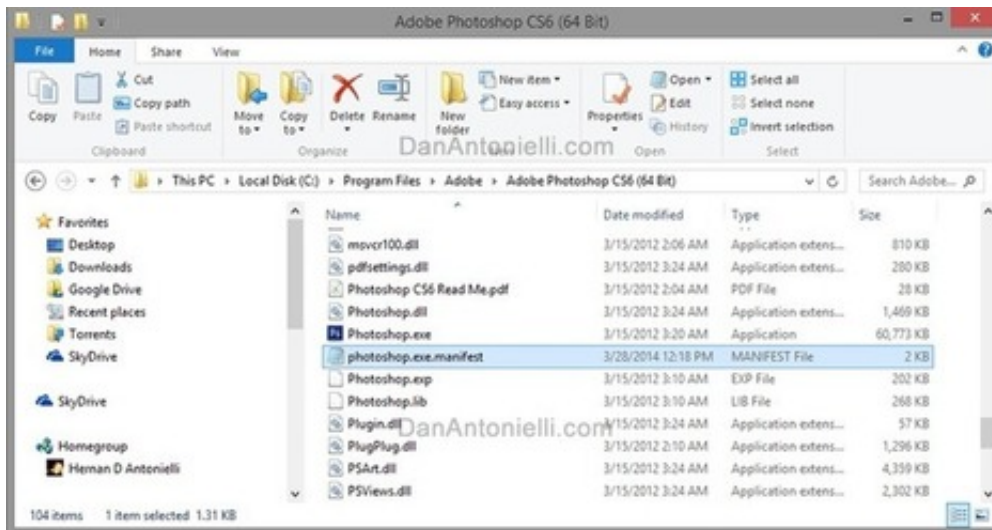 Adobe Photoshop CS6 (64 Bit)
File Home Share View
Copy
Paste
Cut
Copy path
Paste shortcut
Clipboard
Move to
Copy to
Delete
Rename
Organize
New folder
New item
Easy access
Properties
Open
Edit
History
Open
Select all
Select none
Invert selection
Select
DanAntonielli.com
This PC Local Disk (C:) Program Files Adobe Adobe Photoshop CS6 (64 Bit)
Search Adobe...
Favorites
Desktop
Downloads
Google Drive
Recent places
Torrents
SkyDrive
SkyDrive
Homegroup
Hernan D Antonielli
Name Date modified Type Size
msvcr100.dll 3/15/2012 2:06 AM Application extens... 810 KB
pdfsettings.dll 3/15/2012 3:24 AM Application extens... 280 KB
Photoshop CS6 Read Me.pdf 3/15/2012 2:04 AM PDF File 28 KB
Photoshop.dll 3/15/2012 3:24 AM Application extens... 1,469 KB
Photoshop.exe 3/15/2012 3:20 AM Application 60,773 KB
photoshop.exe.manifest 3/28/2014 12:18 PM MANIFEST File 2 KB
Photoshop.exp 3/15/2012 3:10 AM EXP File 202 KB
Photoshop.lib 3/15/2012 3:10 AM LIB File 268 KB
Plugin.dll 3/15/2012 3:24 AM Application extens... 57 KB
DanAntonielli.com
PlugPlug.dll 3/15/2012 2:10 AM Application extens... 1,296 KB
PSArt.dll 3/15/2012 3:24 AM Application extens... 4,359 KB
PSViews.dll 3/15/2012 3:24 AM Application extens... 2,302 KB
104 items 1 item selected 1.31 KB